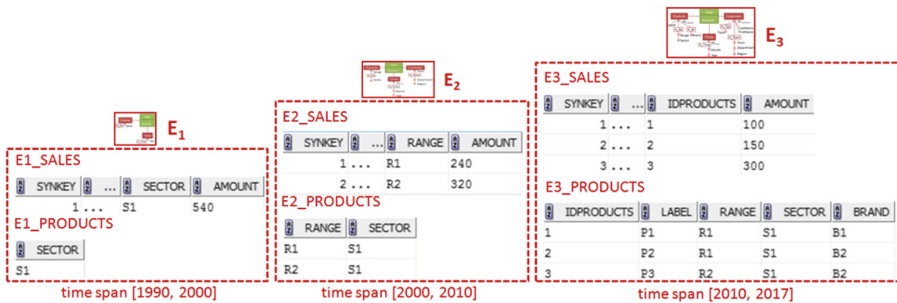 E1
E1_SALES
SYNKEY ... SECTOR AMOUNT
1 ... S1 540
E1_PRODUCTS
SECTOR
S1
time span [1990, 2000]
E2
E2_SALES
SYNKEY ... RANGE AMOUNT
1 ... R1 240
2 ... R2 320
E2_PRODUCTS
RANGE SECTOR
R1 S1
R2 S1
time span [2000, 2010]
E3
E3_SALES
SYNKEY ... IDPRODUCTS AMOUNT
1 ... 1 100
2 ... 2 150
3 ... 3 300
E3_PRODUCTS
IDPRODUCTS LABEL RANGE SECTOR BRAND
1 P1 R1 S1 B1
2 P2 R1 S1 B2
3 P3 R2 S1 B2
time span [2010, 2017]